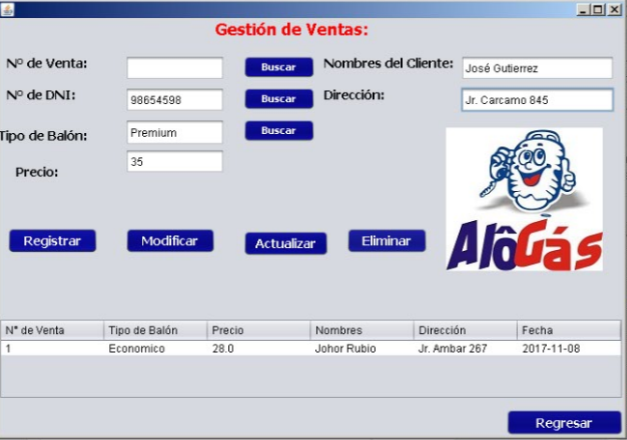 Gestión de Ventas:
Nº de Venta: Buscar Nombres del Cliente: José Gutierrez
Nº de DNI: 98654598 Buscar Dirección: Jr. Carcamo 845
Tipo de Balón: Premium Buscar
Precio: 35
Registrar Modificar Actualizar Eliminar
AlôGás
N° de Venta Tipo de Balón Precio Nombres Dirección Fecha
1 Economico 28.0 Johor Rubio Jr. Ambar 267 2017-11-08
Regresar